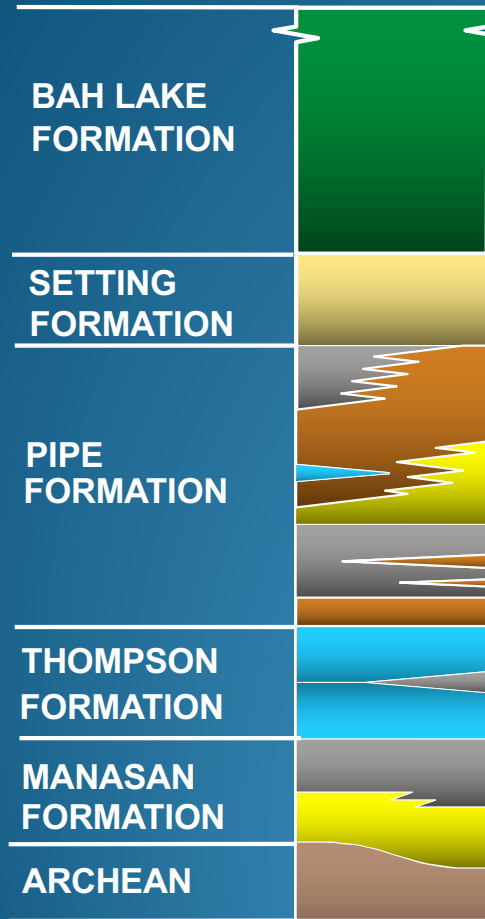 BAH LAKE
FORMATION
SETTING
FORMATION
PIPE
FORMATION
THOMPSON
FORMATION
MANASAN
FORMATION
ARCHEAN